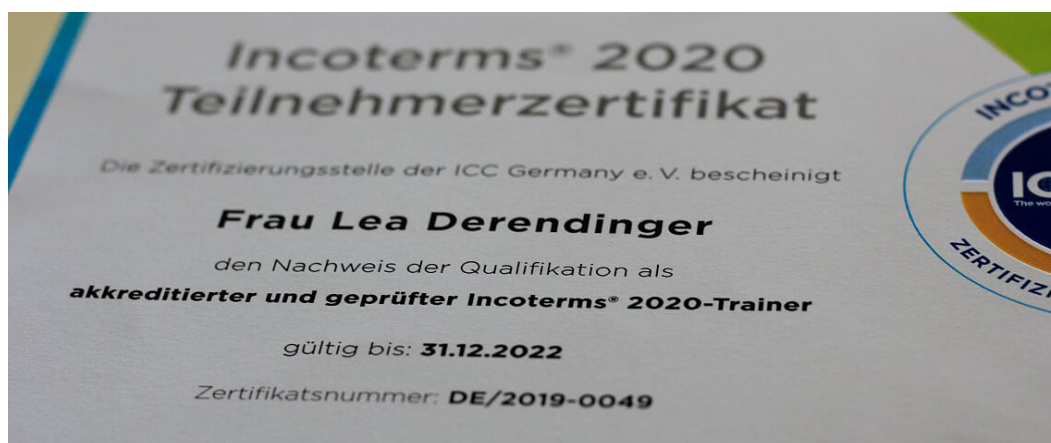 Incoterms® 2020
Teilnehmerzertifikat
Die Zertifizierungsstelle der ICC Germany e. V. bescheinigt
Frau Lea Derendinger
den Nachweis der Qualifikation als
akkreditierter und geprüfter Incoterms® 2020-Trainer
gültig bis: 31.12.2022
Zertifikatsnummer: DE/2019-0049
The